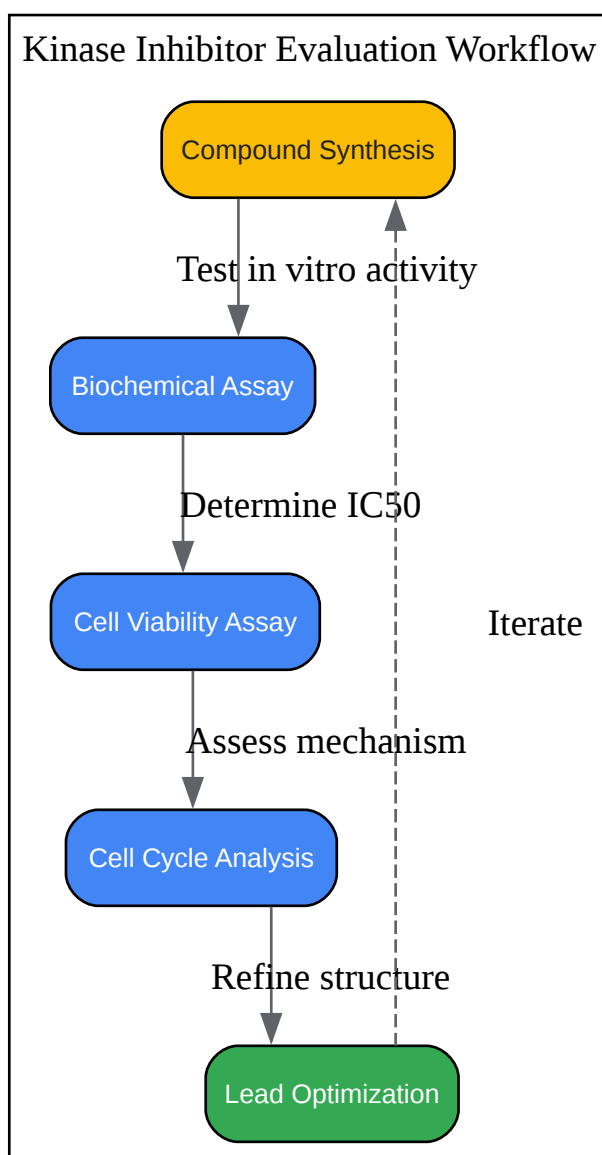 Kinase Inhibitor Evaluation Workflow
Compound Synthesis
Test in vitro activity
Biochemical Assay
Determine IC50
Cell Viability Assay
Iterate
Assess mechanism
Cell Cycle Analysis
Refine structure
Lead Optimization